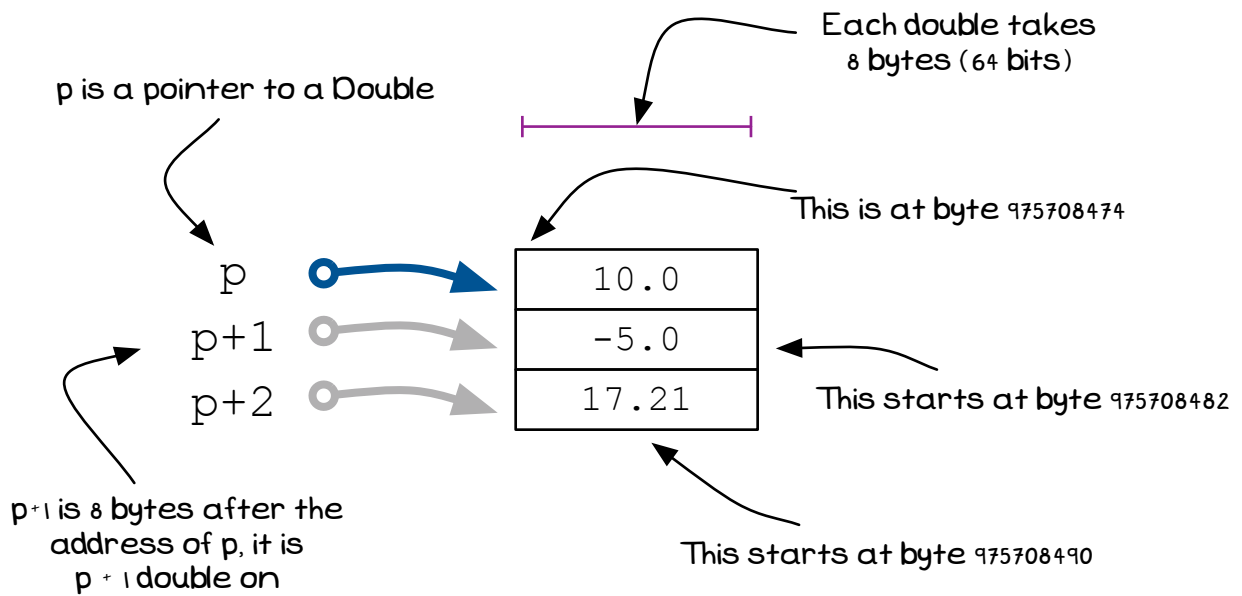 Each double takes
8 bytes (64 bits)
p is a pointer to a Double
This is at byte 975708474
p
10.0
p+1
-5.0
p+2
17.21
This starts at byte 975708482
p+1 is 8 bytes after the
address of p, it is
p + 1 double on
This starts at byte 975708490